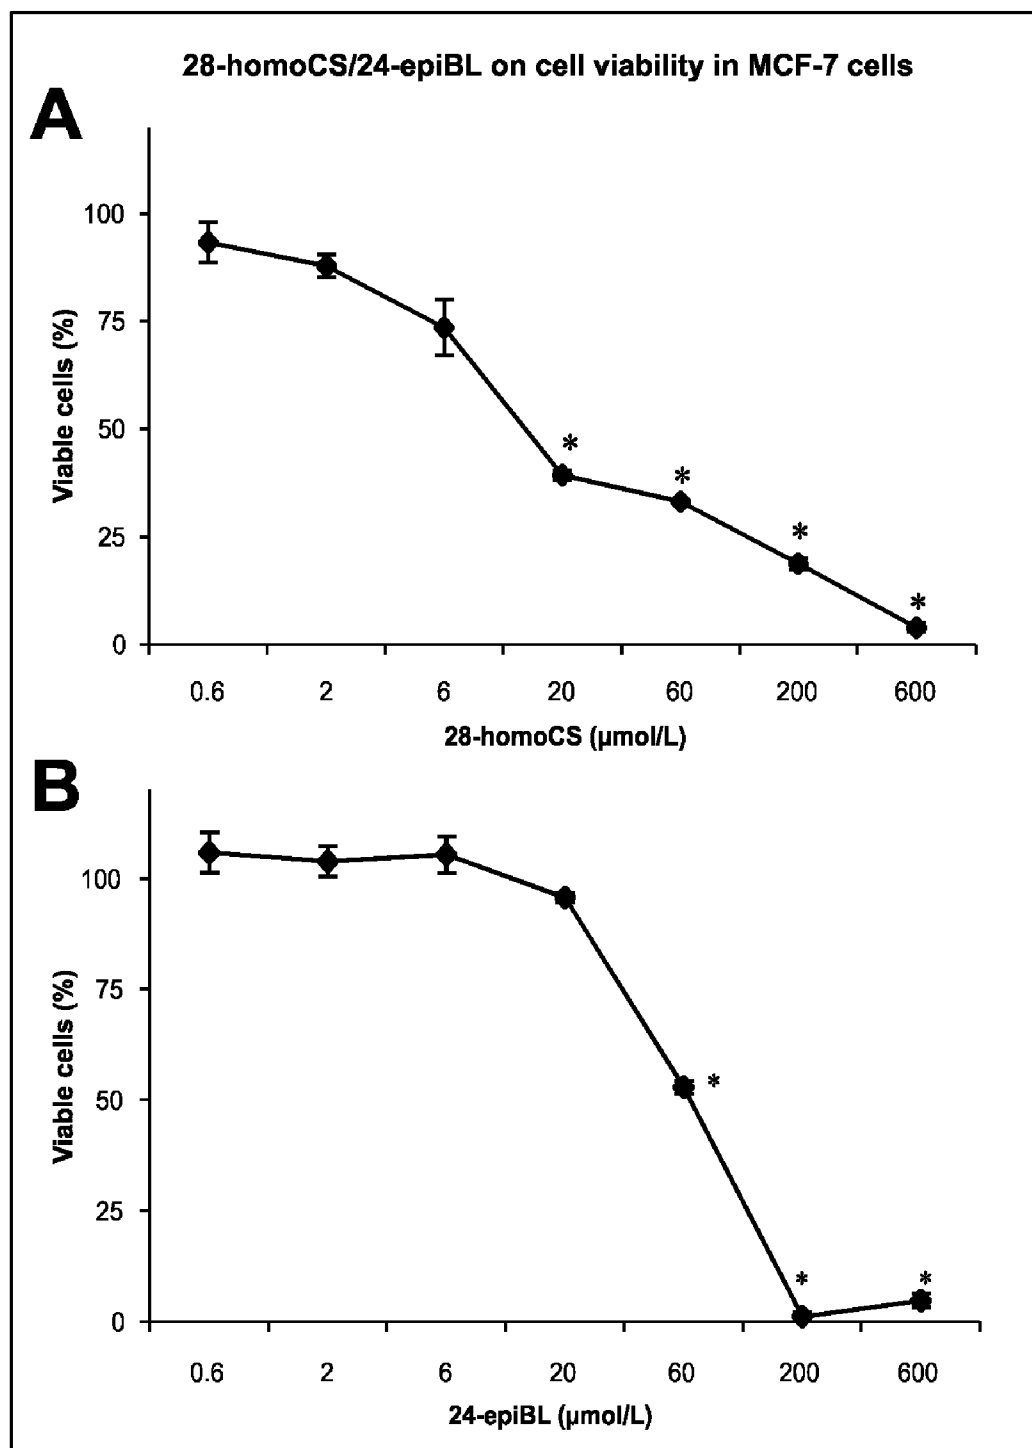 28-homoCS/24-epiBL on cell viability in MCF-7 cells
A
100
75
50
25
0
Viable cells (%)
*
*
*
*
0.6 2 6 20 60 200 600
28-homoCS (µmol/L)
B
100
75
50
25
0
Viable cells (%)
*
*
*
0.6 2 6 20 60 200 600
24-epiBL (µmol/L)